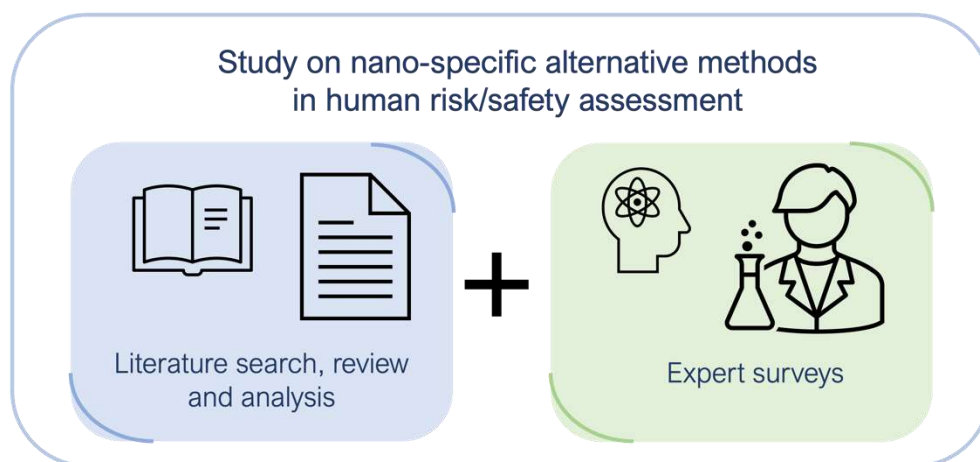 Study on nano-specific alternative methods
in human risk/safety assessment
Literature search, review
and analysis
+
Expert surveys